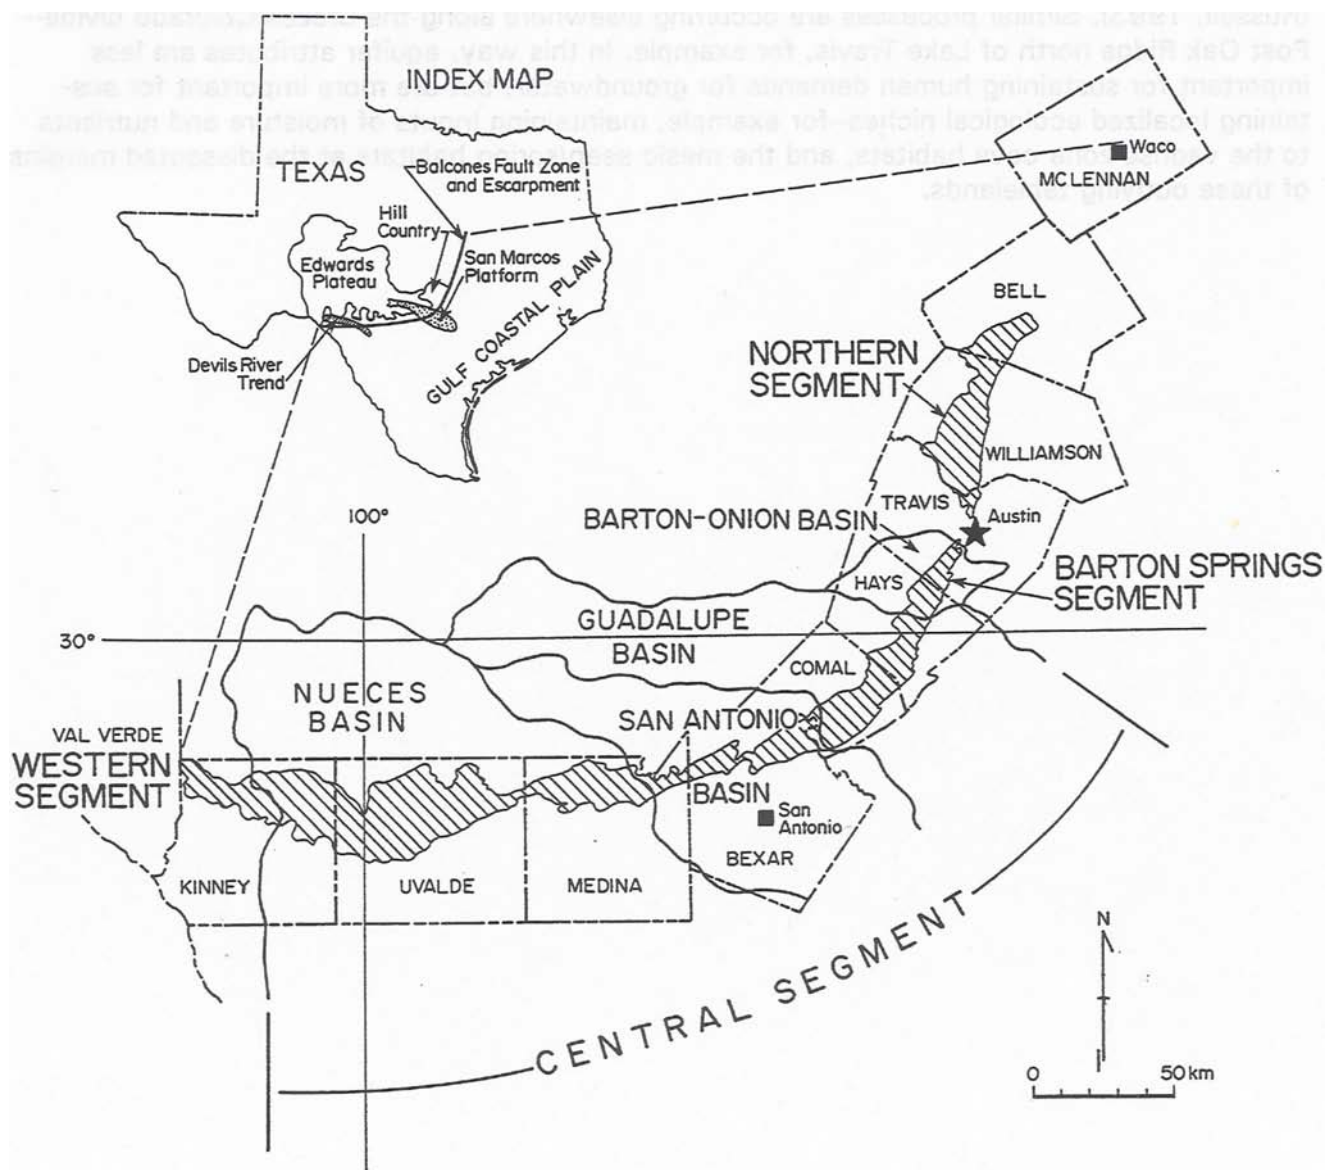 INDEX MAP
TEXAS
Balcones Fault Zone
and Escarpment
Hill
Country
Edwards
Plateau
San Marcos
Platform
GULF COASTAL PLAIN
Devils River
Trend
Waco
MC LENNAN
BELL
NORTHERN
SEGMENT
WILLIAMSON
TRAVIS
Austin
100°
BARTON-ONION BASIN
HAYS
BARTON SPRINGS
SEGMENT
GUADALUPE
BASIN
30°
COMAL
NUECES
BASIN
SAN ANTONIO
BASIN
VAL VERDE
WESTERN
SEGMENT
San
Antonio
BEXAR
KINNEY
UVALDE
MEDINA
CENTRAL SEGMENT
N
0 50 km